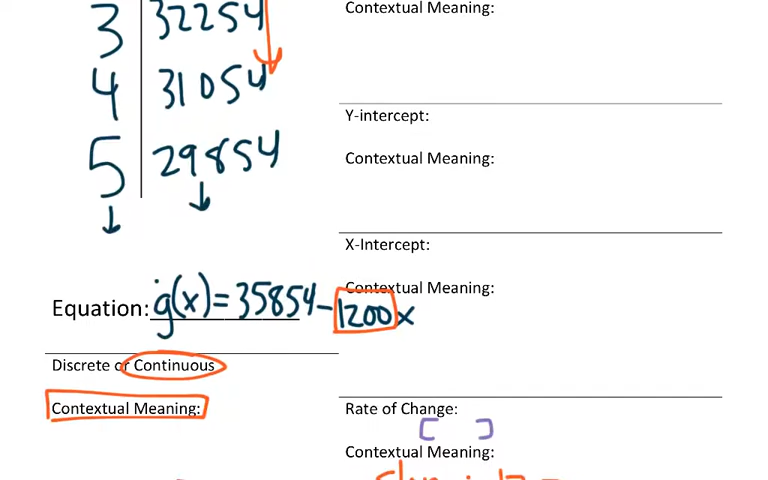 3 32254
4 31054
5 29854
Equation: g(x) = 35854 - 1200x
Discrete or Continuous
Contextual Meaning:
Contextual Meaning:
Y-intercept:
Contextual Meaning:
X-Intercept:
Contextual Meaning:
Rate of Change:
[ ]
Contextual Meaning: